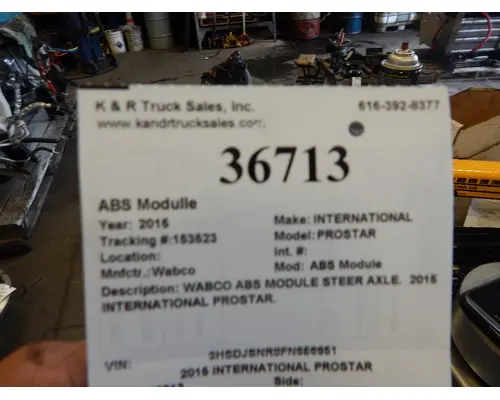 K & R Truck Sales, Inc. 616-392-8377
www.kandrtrucksales.com
36713
ABS Modulle
Year: 2015 Make: INTERNATIONAL
Tracking #:153523 Model: PROSTAR
Location: Int. #:
Mnfctr.:Wabco Mod: ABS Module
Description: WABCO ABS MODULE STEER AXLE. 2015
INTERNATIONAL PROSTAR.
VIN:
2015 INTERNATIONAL PROSTAR
Side: